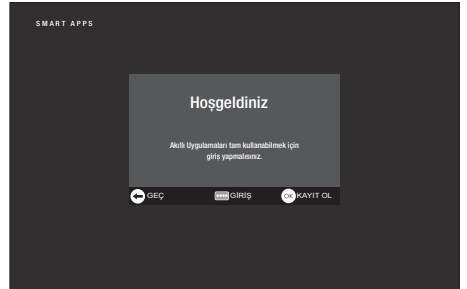 SMART APPS
Hoşgeldiniz
Akıllı Uygulamaları tam kullanabilmek için
giriş yapmalısınız.
GEÇ GİRİŞ OK KAYIT OL